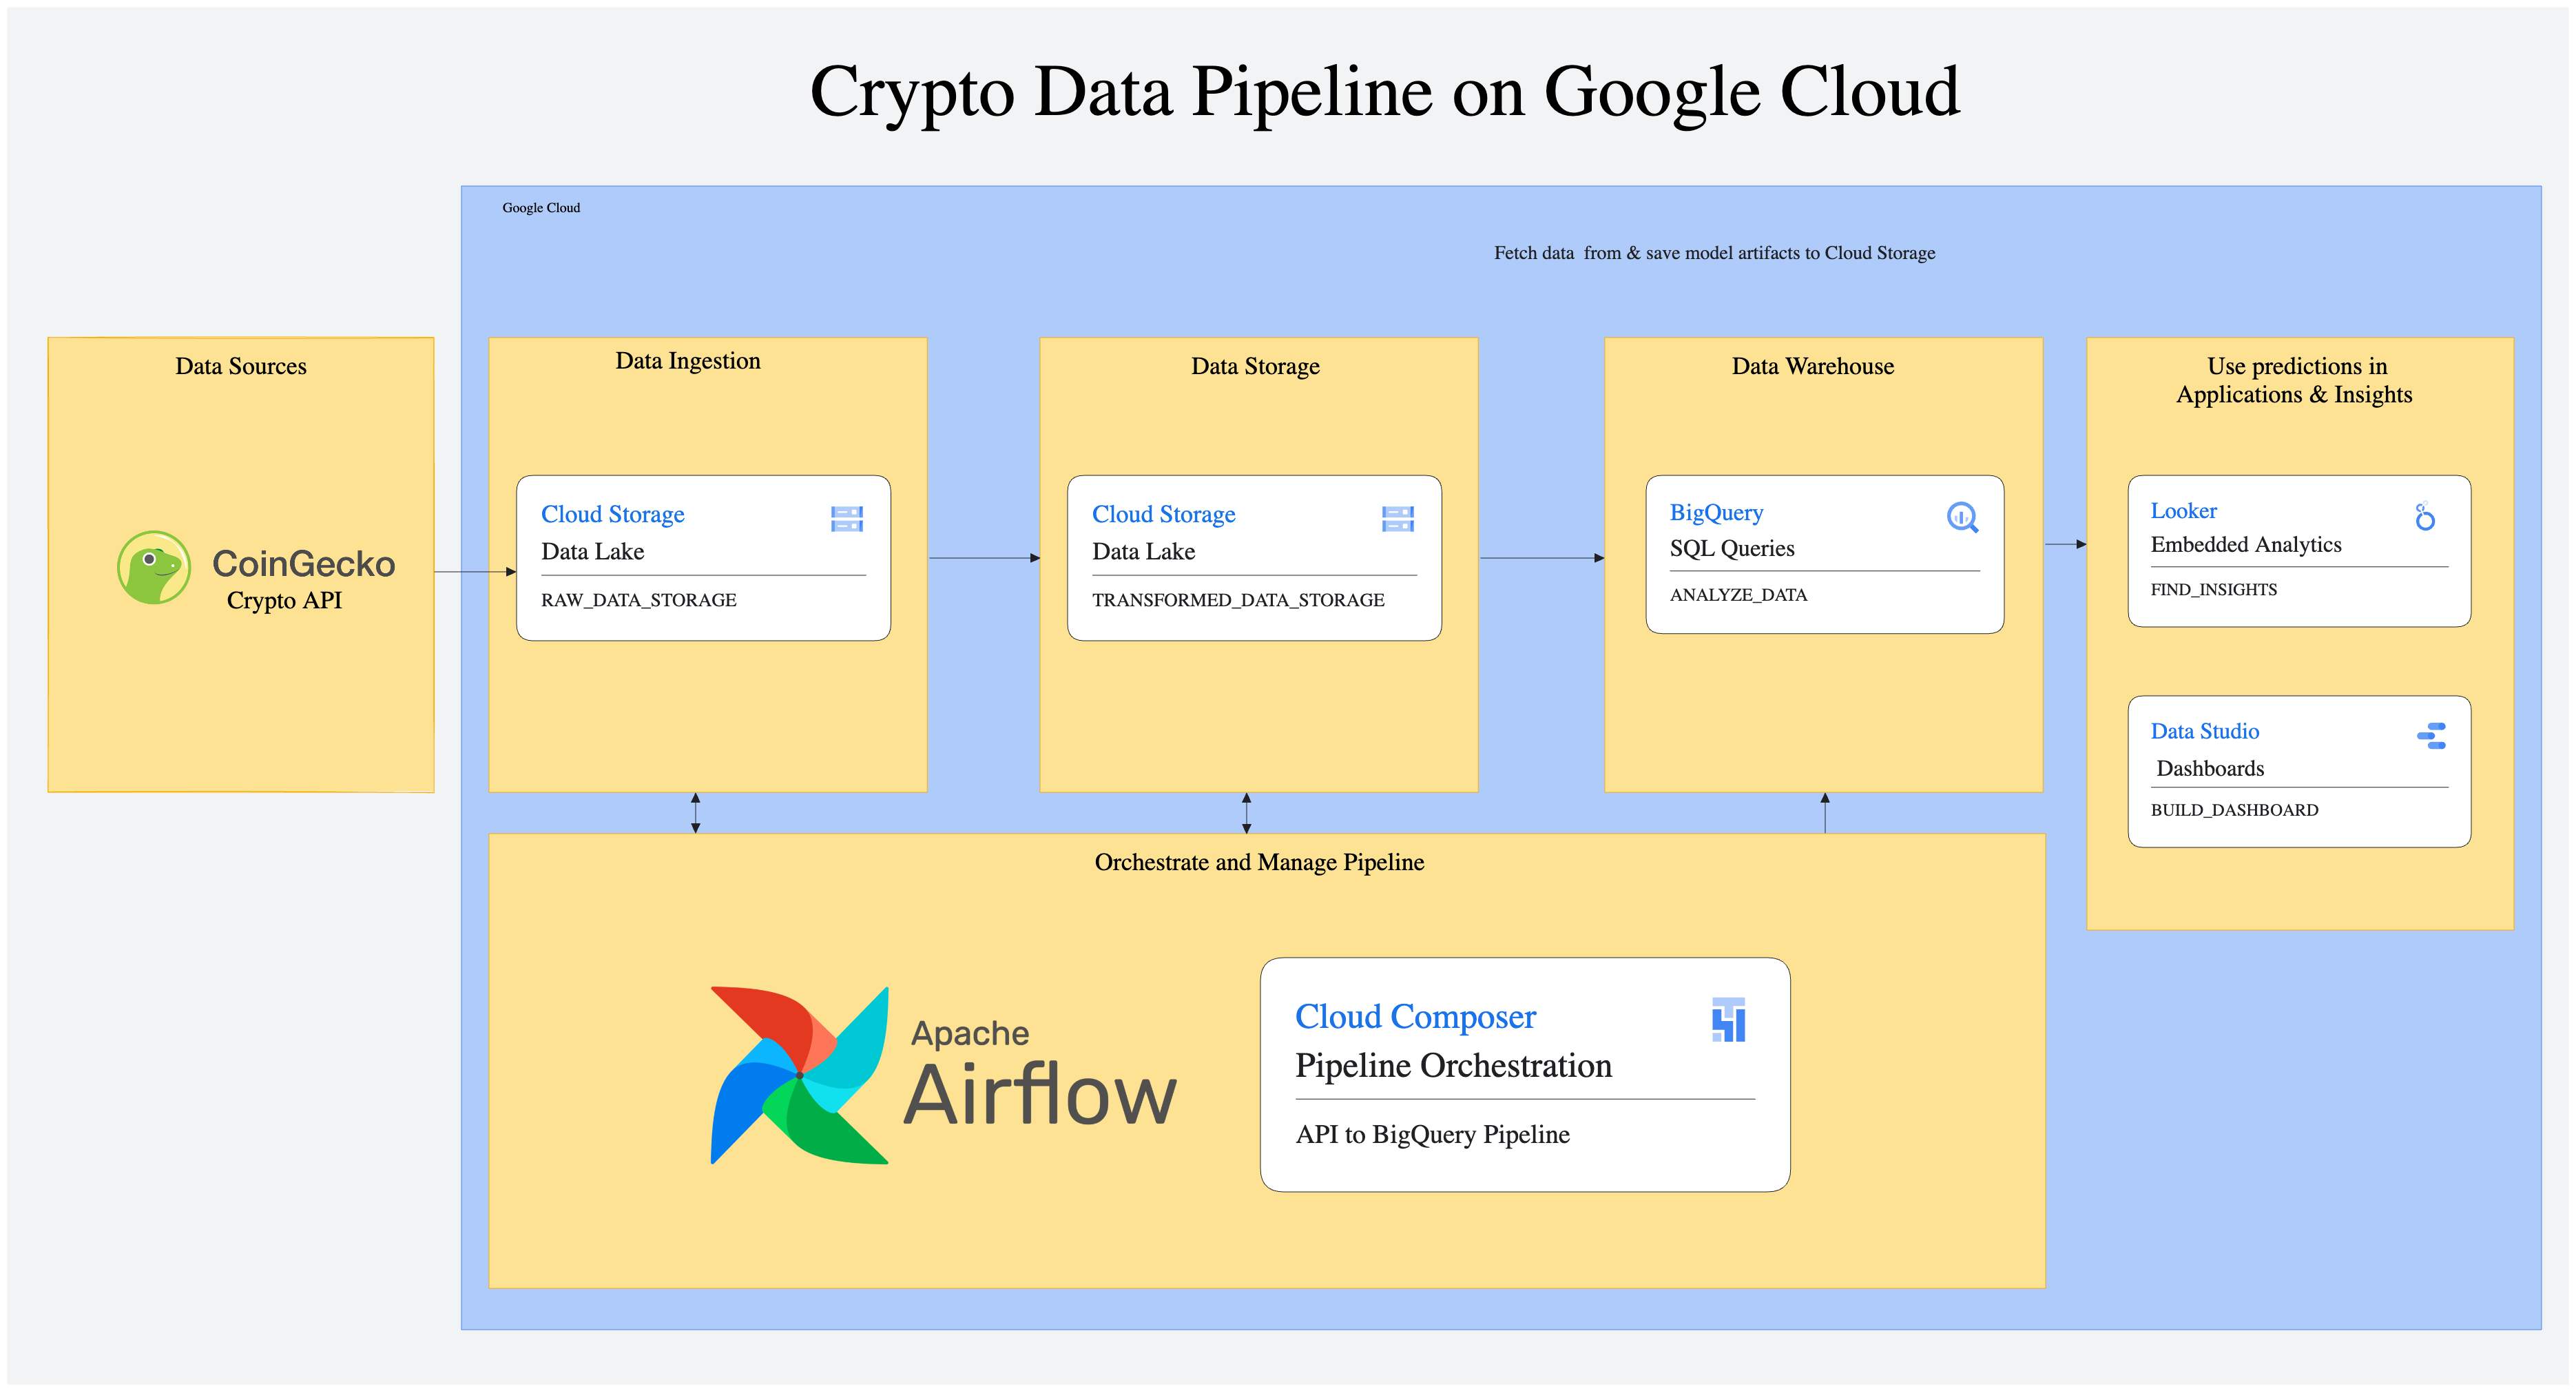 Crypto Data Pipeline on Google Cloud
Google Cloud
Fetch data  from & save model artifacts to Cloud Storage
Data Sources
CoinGecko
Crypto API
Data Ingestion
Cloud Storage
Data Lake
RAW_DATA_STORAGE
Data Storage
Cloud Storage
Data Lake
TRANSFORMED_DATA_STORAGE
Data Warehouse
BigQuery
SQL Queries
ANALYZE_DATA
Use predictions in
Applications & Insights
Looker
Embedded Analytics
FIND_INSIGHTS
Data Studio
Dashboards
BUILD_DASHBOARD
Orchestrate and Manage Pipeline
Apache
Airflow
Cloud Composer
Pipeline Orchestration
API to BigQuery Pipeline